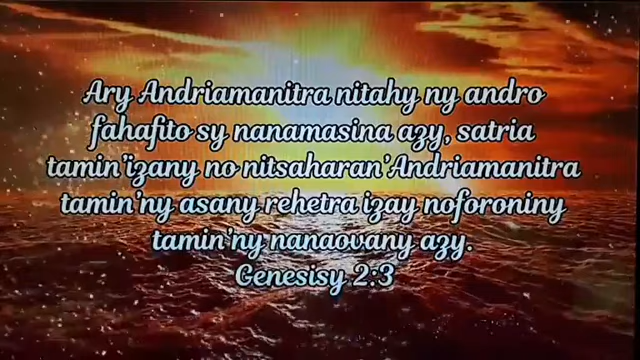 Ary Andriamanitra nitahy ny andro
fahafito sy nanamasina azy, satria
tamin'izany no nitsaharan'Andriamanitra
tamin'ny asany rehetra izay noforoniny
tamin'ny nanaovany azy.
Genesisy 2:3